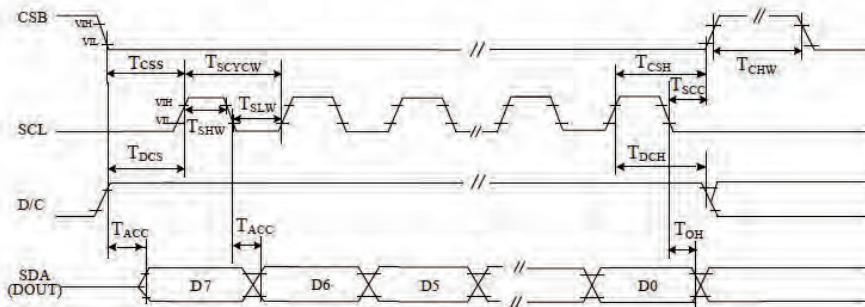 CSB
VIH
VIL
TCSS
TSCYCW
TCSH
TCHW
TSCC
VIH
VIL
TSLW
TSHW
SCL
TDCS
TDCH
D/C
TACC
TACC
TOH
SDA
(DOUT)
D7
D6
D5
D0